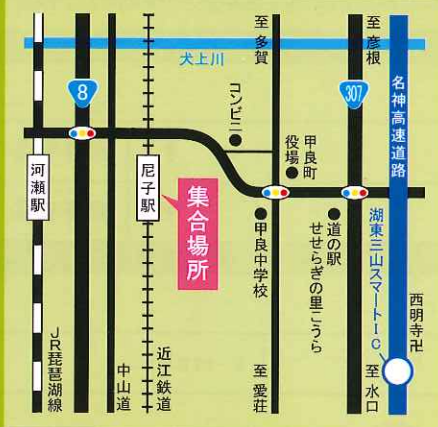 至多賀
至彦根
犬上川
8
307
コンビニ
甲良町
役場
名神高速道路
河瀬駅
尼子駅
集合場所
甲良中学校
道の駅
せせらぎの里こうら
湖東三山スマートIC
西明寺卍
JR琵琶湖線
中山道
近江鉄道
至愛荘
至水口